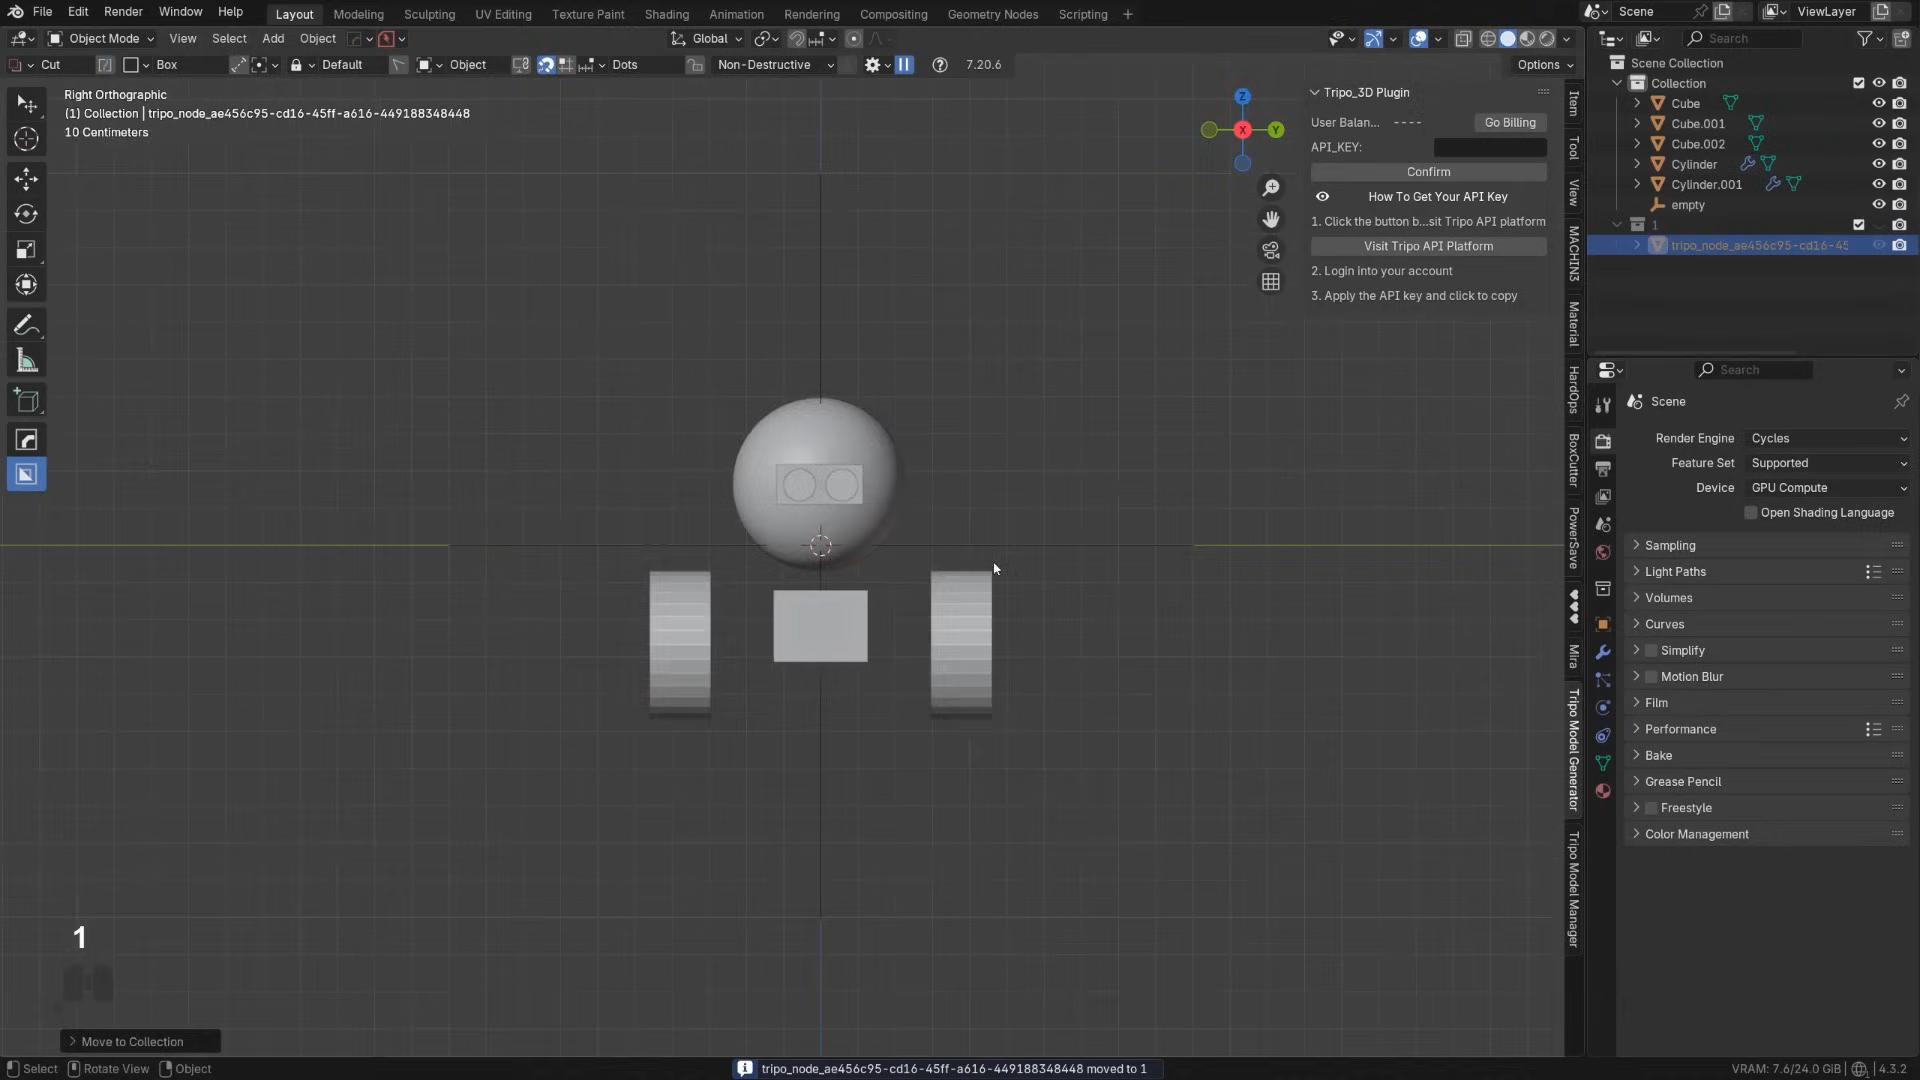 File Edit Render Window Help Layout Modeling Sculpting UV Editing Texture Paint Shading Animation Rendering Compositing Geometry Nodes Scripting + Scene ViewLayer
Object Mode View Select Add Object Global Search
Cut Box Default Object Dots Non-Destructive 7.20.6 Options
Right Orthographic
(1) Collection | tripo_node_ae456c95-cd16-45ff-a616-449188348448
10 Centimeters
Z
X
Y
Tripo_3D Plugin
User Balan... ---- Go Billing
API_KEY:
Confirm
How To Get Your API Key
1. Click the button b...sit Tripo API platform
Visit Tripo API Platform
2. Login into your account
3. Apply the API key and click to copy
Item
Tool
View
MACHIN3
Material
HardOps
BoxCutter
PowerSave
Mira
Tripo Model Generator
Tripo Model Manager
Scene Collection
Collection
Cube
Cube.001
Cube.002
Cylinder
Cylinder.001
empty
1
tripo_node_ae456c95-cd16-45
Search
Scene
Render Engine Cycles
Feature Set Supported
Device GPU Compute
Open Shading Language
Sampling
Light Paths
Volumes
Curves
Simplify
Motion Blur
Film
Performance
Bake
Grease Pencil
Freestyle
Color Management
1
Move to Collection
Select Rotate View Object tripo_node_ae456c95-cd16-45ff-a616-449188348448 moved to 1 VRAM: 7.6/24.0 GiB 4.3.2